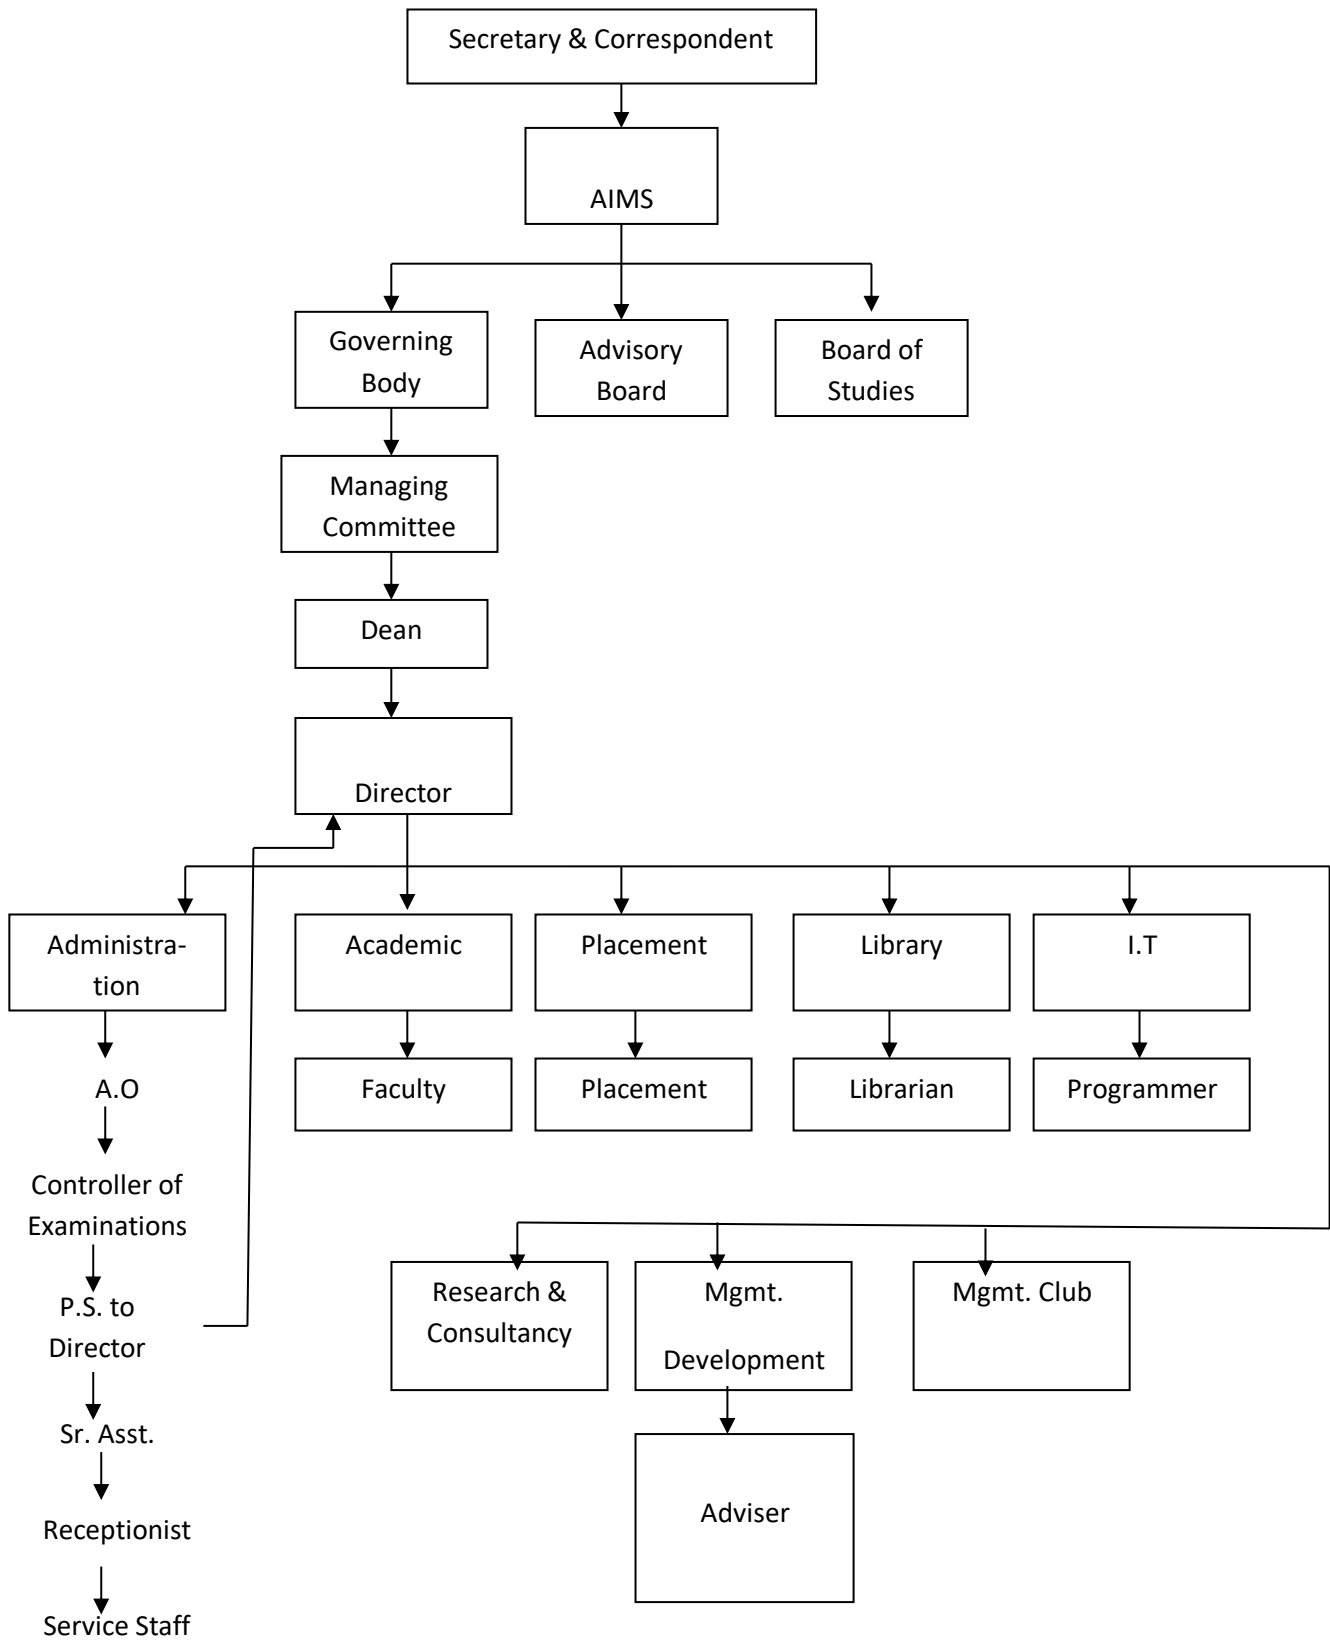 Secretary & Correspondent
AIMS
Governing
Body
Advisory
Board
Board of
Studies
Managing
Committee
Dean
Director
Administra-
tion
Academic
Placement
Library
I.T
A.O
Faculty
Placement
Librarian
Programmer
Controller of
Examinations
P.S. to
Director
Research &
Consultancy
Mgmt.
Development
Mgmt. Club
Sr. Asst.
Adviser
Receptionist
Service Staff